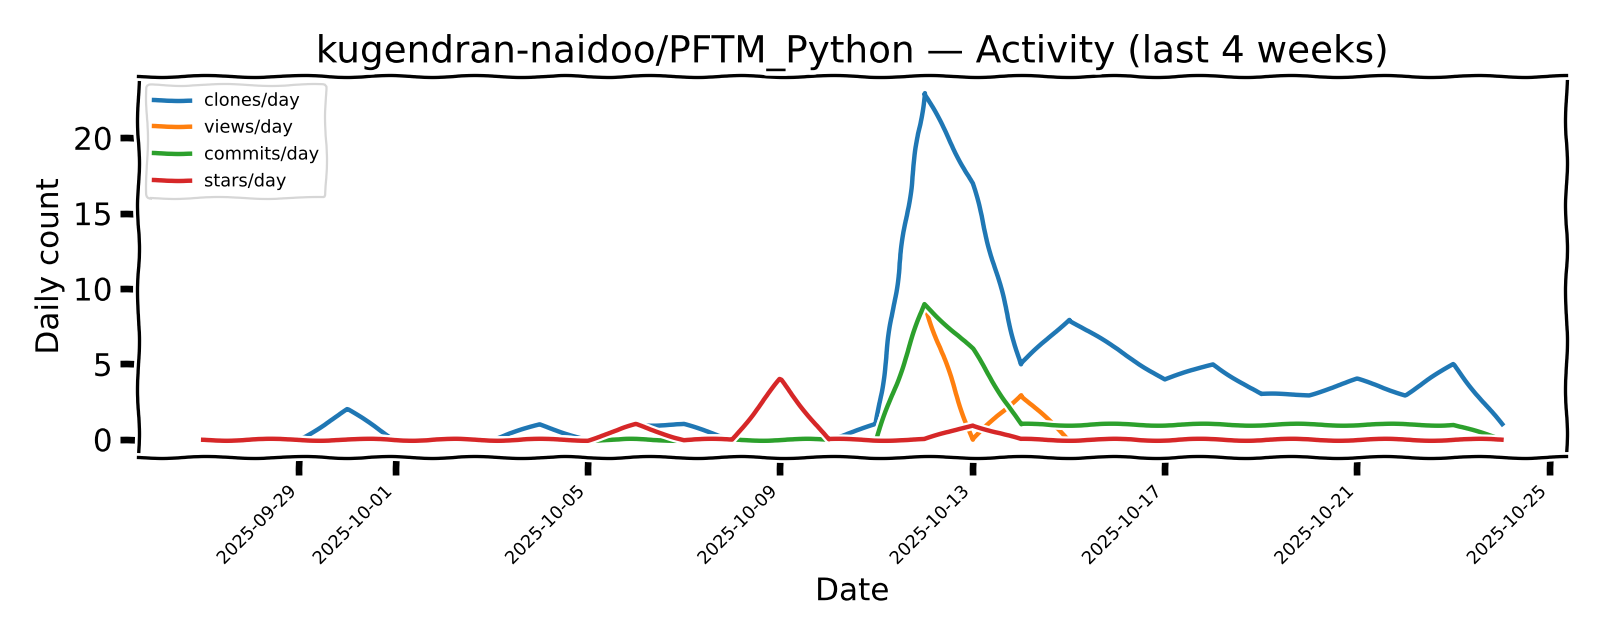 kugendran-naidoo/PFTM_Python — Activity (last 4 weeks)
clones/day
views/day
commits/day
stars/day
Daily count
20
15
10
5
0
2025-09-29
2025-10-01
2025-10-05
2025-10-09
2025-10-13
2025-10-17
2025-10-21
2025-10-25
Date